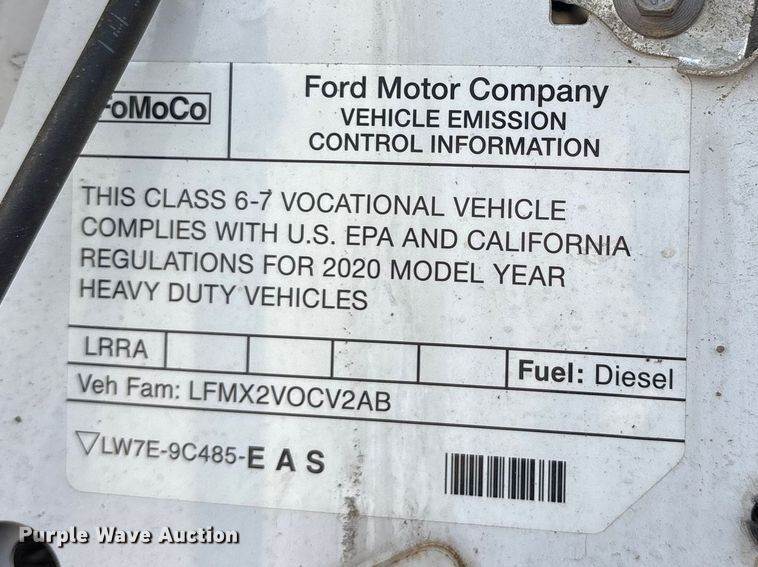 FoMoCo
Ford Motor Company
VEHICLE EMISSION
CONTROL INFORMATION
THIS CLASS 6-7 VOCATIONAL VEHICLE
COMPLIES WITH U.S. EPA AND CALIFORNIA
REGULATIONS FOR 2020 MODEL YEAR
HEAVY DUTY VEHICLES
LRRA
Fuel: Diesel
Veh Fam: LFMX2VOCV2AB
▽LW7E-9C485-E A S
Purple Wave Auction